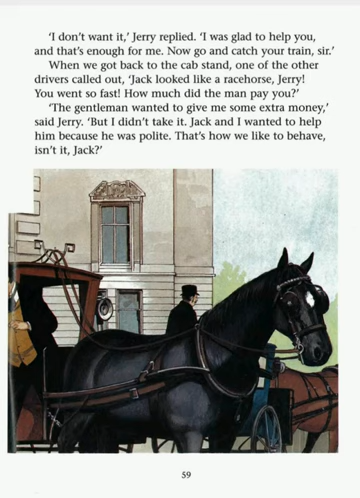 ‘I don’t want it,’ Jerry replied. ‘I was glad to help you,
and that’s enough for me. Now go and catch your train, sir.’
When we got back to the cab stand, one of the other
drivers called out, ‘Jack looked like a racehorse, Jerry!
You went so fast! How much did the man pay you?’
‘The gentleman wanted to give me some extra money,’
said Jerry. ‘But I didn’t take it. Jack and I wanted to help
him because he was polite. That’s how we like to behave,
isn’t it, Jack?’
59